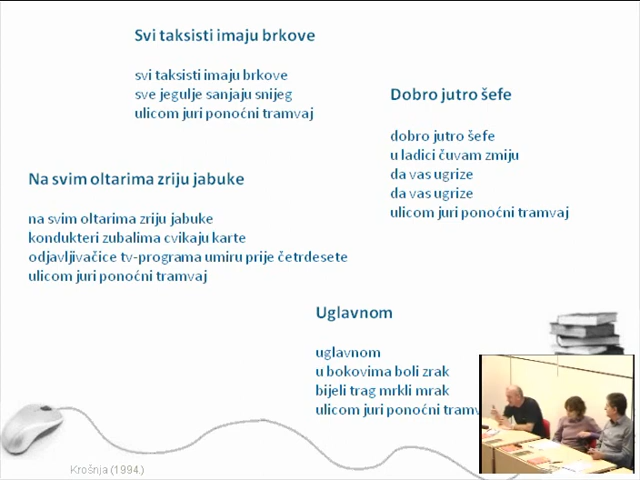 Svi taksisti imaju brkove
svi taksisti imaju brkove
sve jegulje sanjaju snijeg
ulicom juri ponoćni tramvaj
Dobro jutro šefe
dobro jutro šefe
u ladici čuvam zmiju
da vas ugrize
da vas ugrize
ulicom juri ponoćni tramvaj
Na svim oltarima zriju jabuke
na svim oltarima zriju jabuke
kondukteri zubalima cvikaju karte
odjavljivačice tv-programa umiru prije četrdesete
ulicom juri ponoćni tramvaj
Uglavnom
uglavnom
u bokovima boli zrak
bijeli trag mrkli mrak
ulicom juri ponoćni
Krošnja (1994.)